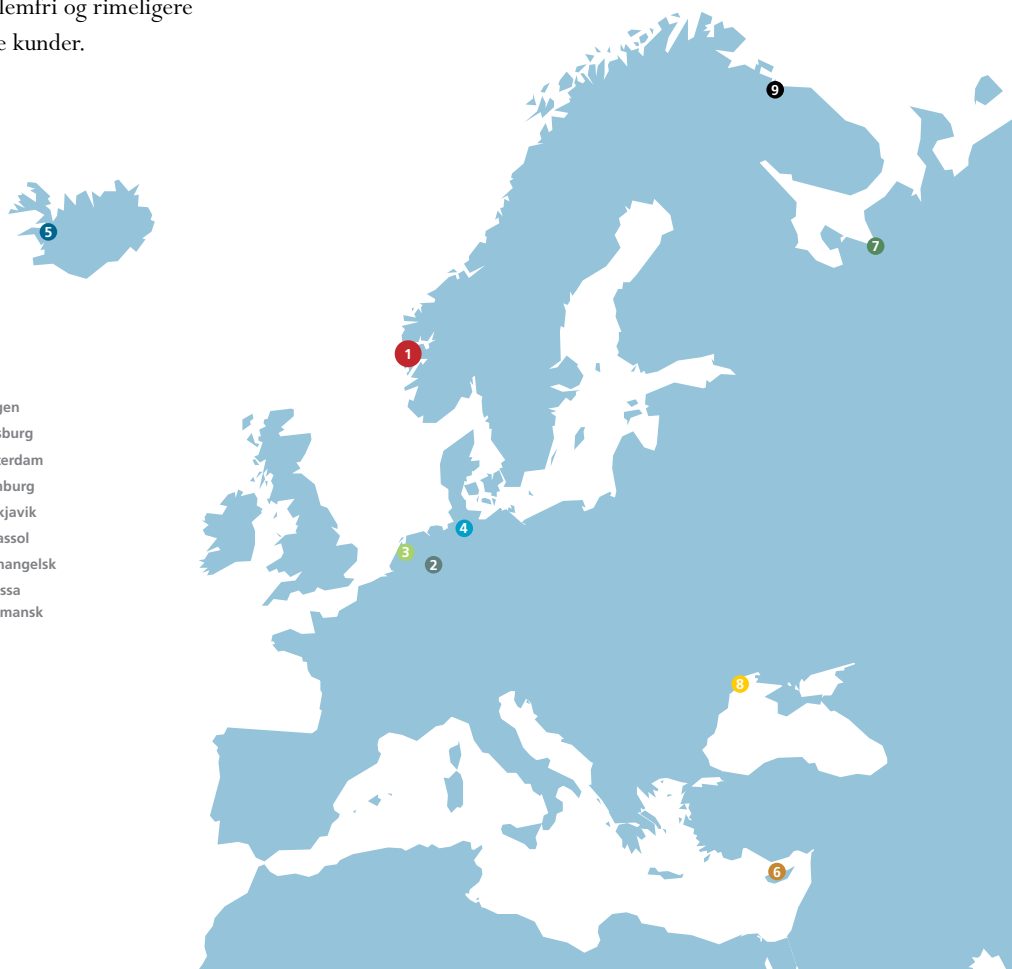 lemfri og rimeligere
e kunder.
9
5
7
1
gen
sburg
terdam
nburg
kjavik
assol
hangelsk
ssa
mansk
4
3
2
8
6